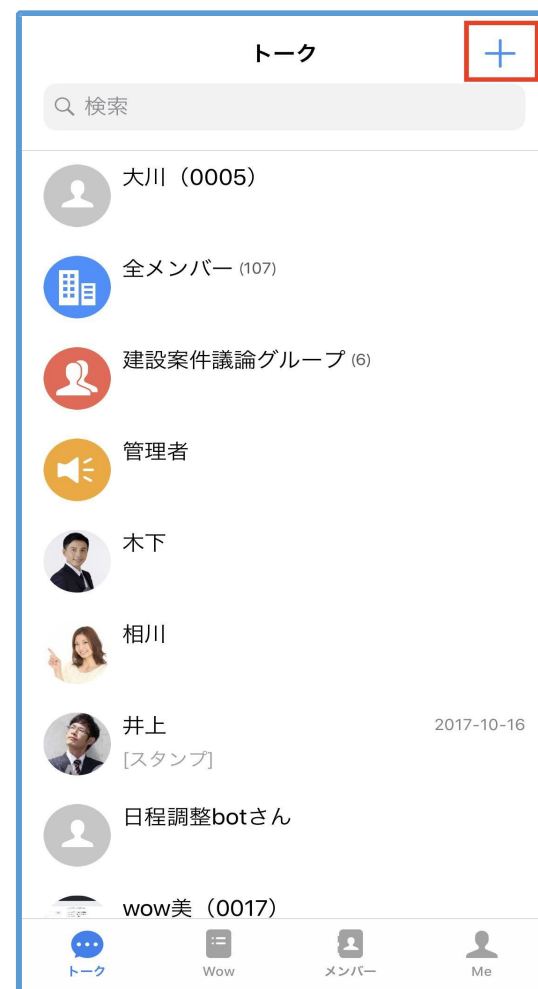 トーク
検索
大川（0005）
全メンバー (107)
建設案件議論グループ (6)
管理者
木下
相川
井上 2017-10-16
[スタンプ]
日程調整botさん
wow美（0017）
トーク Wow メンバー Me